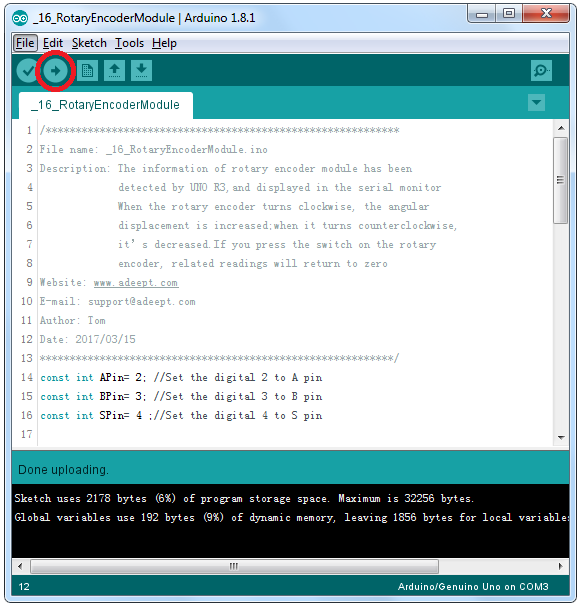 _16_RotaryEncoderModule | Arduino 1.8.1
File Edit Sketch Tools Help
_16_RotaryEncoderModule
1 /***********************************************************
2 File name: _16_RotaryEncoderModule.ino
3 Description: The information of rotary encoder module has been
4 detected by UNO R3,and displayed in the serial monitor
5 When the rotary encoder turns clockwise, the angular
6 displacement is increased;when it turns counterclockwise,
7 it’s decreased.If you press the switch on the rotary
8 encoder, related readings will return to zero
9 Website: www.adeept.com
10 E-mail: support@adeept.com
11 Author: Tom
12 Date: 2017/03/15
13 ***********************************************************/
14 const int APin= 2; //Set the digital 2 to A pin
15 const int BPin= 3; //Set the digital 3 to B pin
16 const int SPin= 4 ;//Set the digital 4 to S pin
17
Done uploading.
Sketch uses 2178 bytes (6%) of program storage space. Maximum is 32256 bytes.
Global variables use 192 bytes (9%) of dynamic memory, leaving 1856 bytes for local variables
12 Arduino/Genuino Uno on COM3